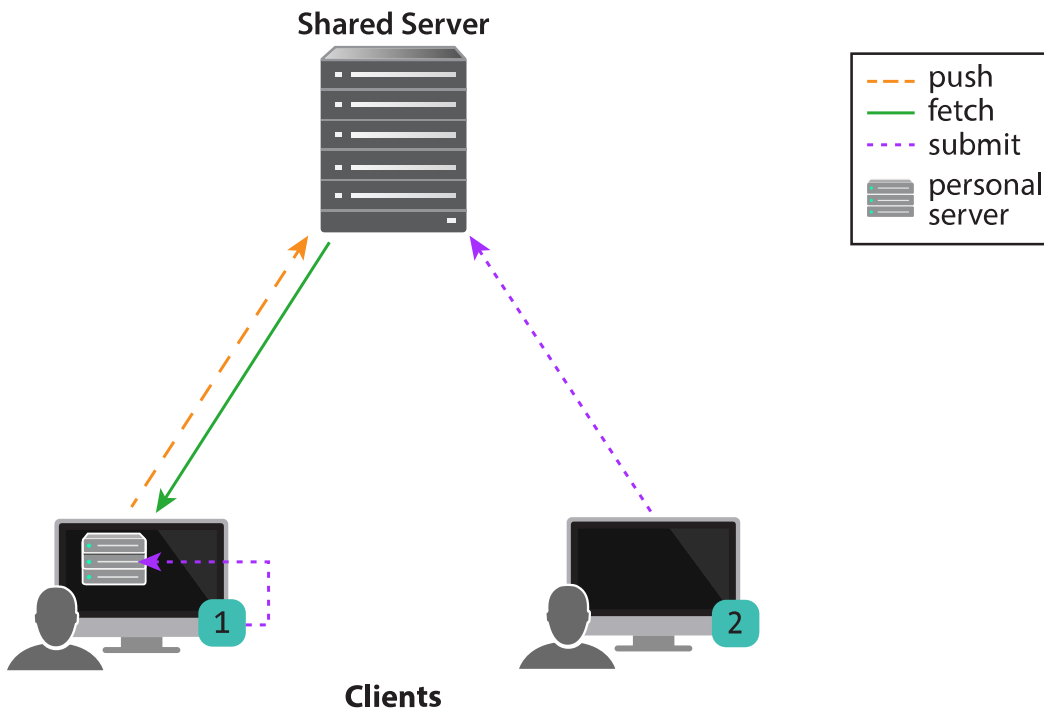 Shared Server
push
fetch
submit
personal
server
1
2
Clients